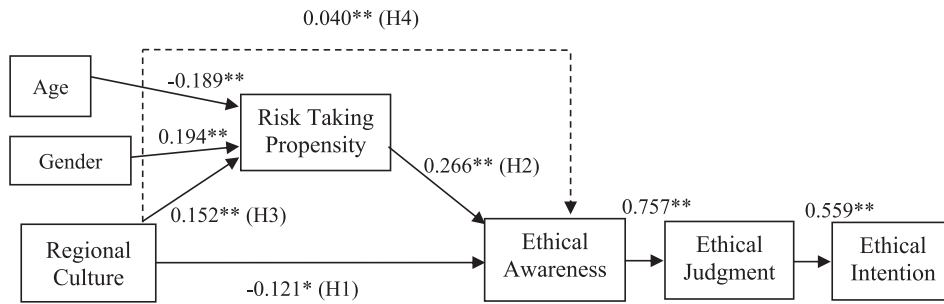 0.040** (H4)
Age
-0.189**
Risk Taking
Propensity
0.194**
Gender
0.266** (H2)
0.152** (H3)
Regional
Culture
-0.121* (H1)
Ethical
Awareness
0.757**
Ethical
Judgment
0.559**
Ethical
Intention